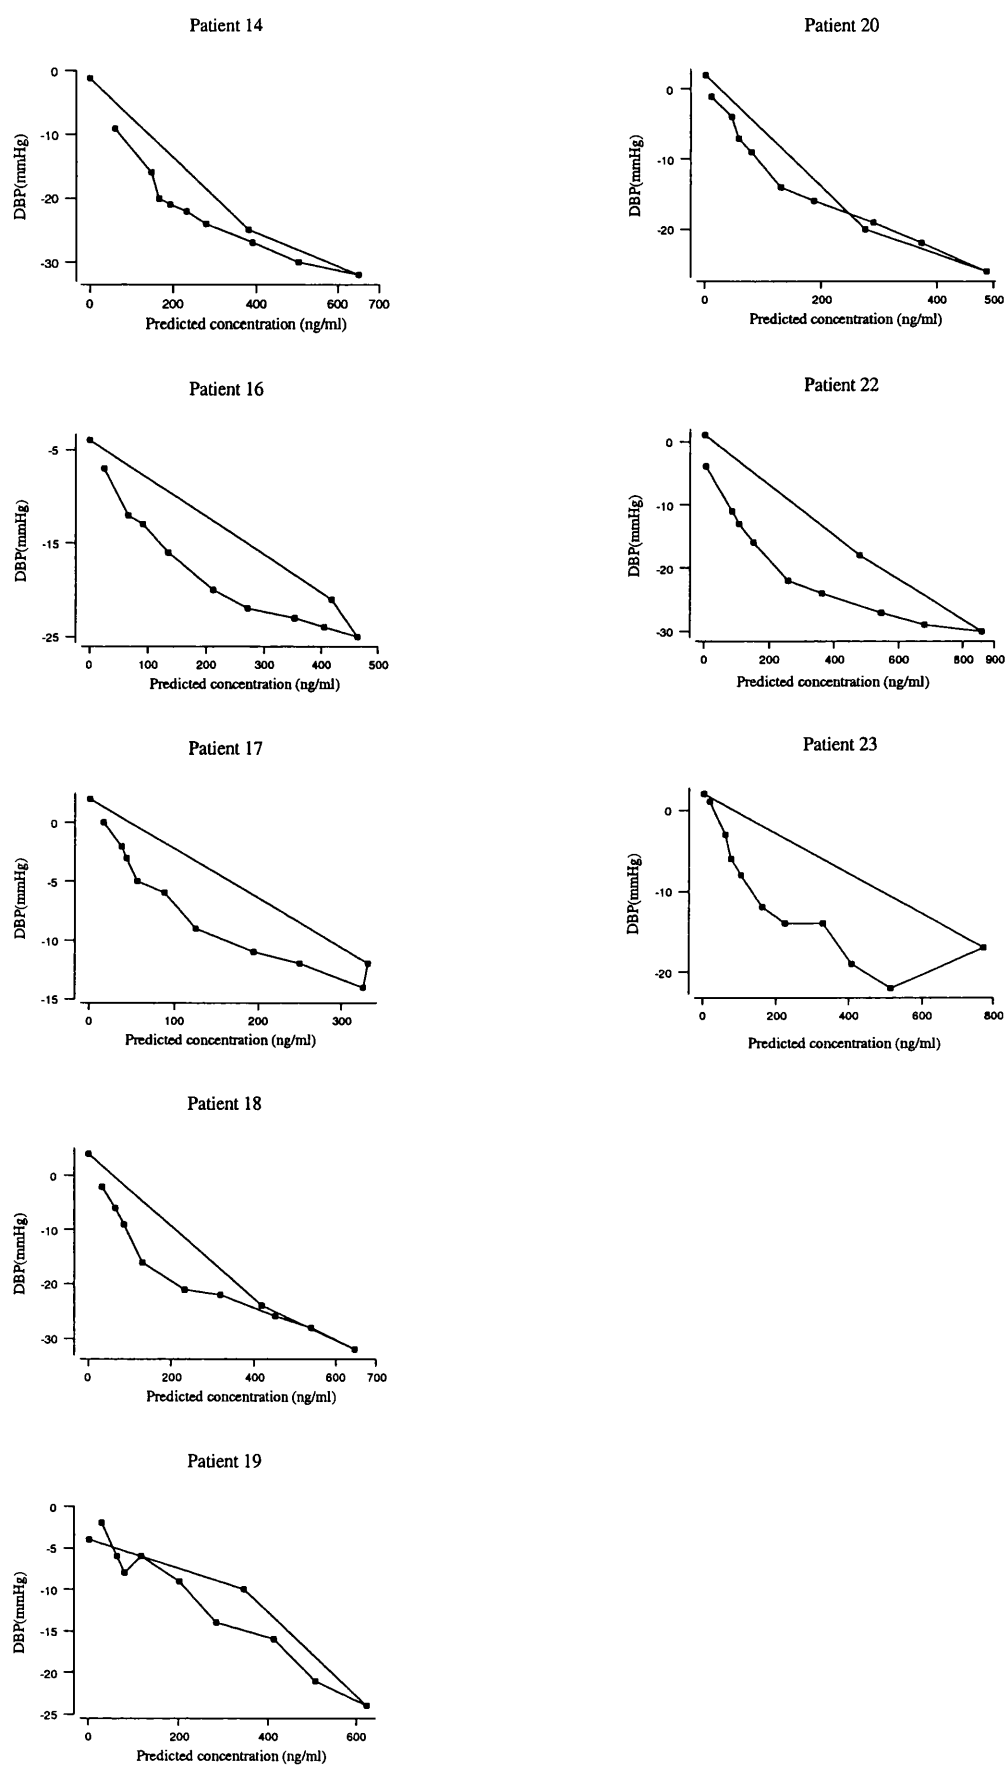 Patient 14
0
-10
-20
-30
DBP(mmHg)
0 200 400 600 700
Predicted concentration (ng/ml)
Patient 16
-5
-15
-25
DBP(mmHg)
0 100 200 300 400 500
Predicted concentration (ng/ml)
Patient 17
0
-5
-10
-15
DBP(mmHg)
0 100 200 300
Predicted concentration (ng/ml)
Patient 18
0
-10
-20
-30
DBP(mmHg)
0 200 400 600 700
Predicted concentration (ng/ml)
Patient 19
0
-5
-10
-15
-20
-25
DBP(mmHg)
0 200 400 600
Predicted concentration (ng/ml)
Patient 20
0
-10
-20
DBP(mmHg)
0 200 400 500
Predicted concentration (ng/ml)
Patient 22
0
-10
-20
-30
DBP(mmHg)
0 200 400 600 800 900
Predicted concentration (ng/ml)
Patient 23
0
-10
-20
DBP(mmHg)
0 200 400 600 800
Predicted concentration (ng/ml)